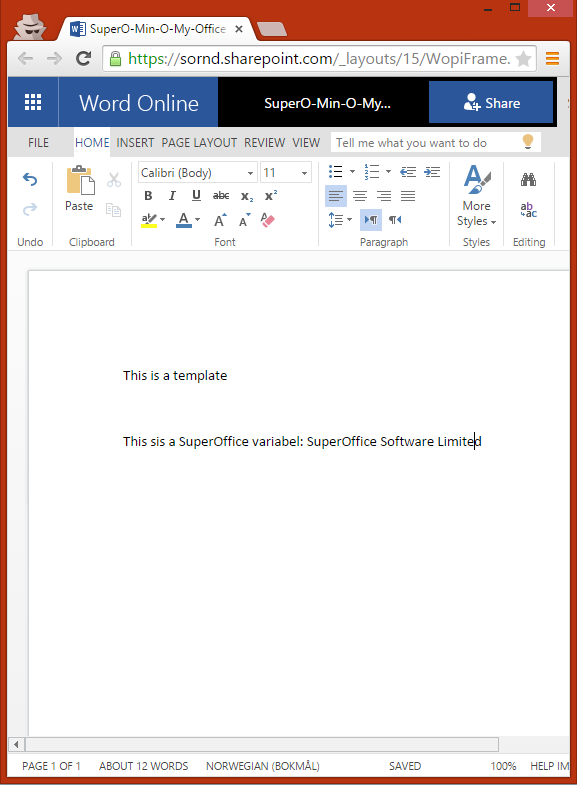 SuperO-Min-O-My-Office
https://sornd.sharepoint.com/_layouts/15/WopiFrame.
Word Online
SuperO-Min-O-My...
Share
FILE HOME INSERT PAGE LAYOUT REVIEW VIEW Tell me what you want to do
Calibri (Body) 11
Paste
B I U abc x₂ x²
More
Styles
A A A
ab
ac
Undo Clipboard Font Paragraph Styles Editing
This is a template
This sis a SuperOffice variabel: SuperOffice Software Limited
PAGE 1 OF 1 ABOUT 12 WORDS NORWEGIAN (BOKMÅL) SAVED 100% HELP IM